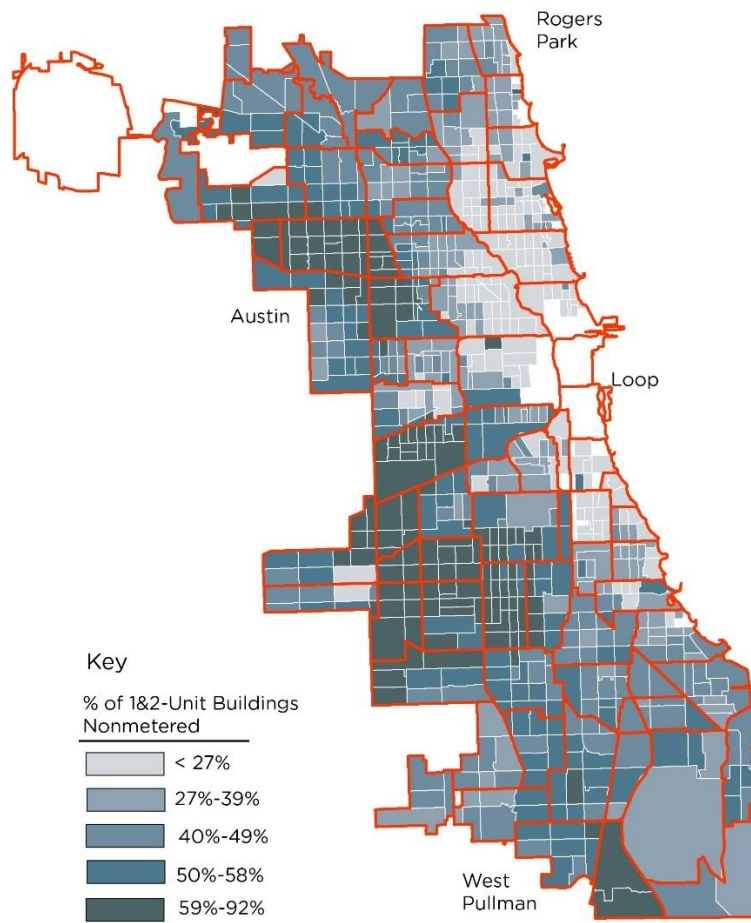 Rogers
Park
Austin
Loop
Key
% of 1&2-Unit Buildings
Nonmetered
< 27%
27%-39%
40%-49%
50%-58%
59%-92%
West
Pullman